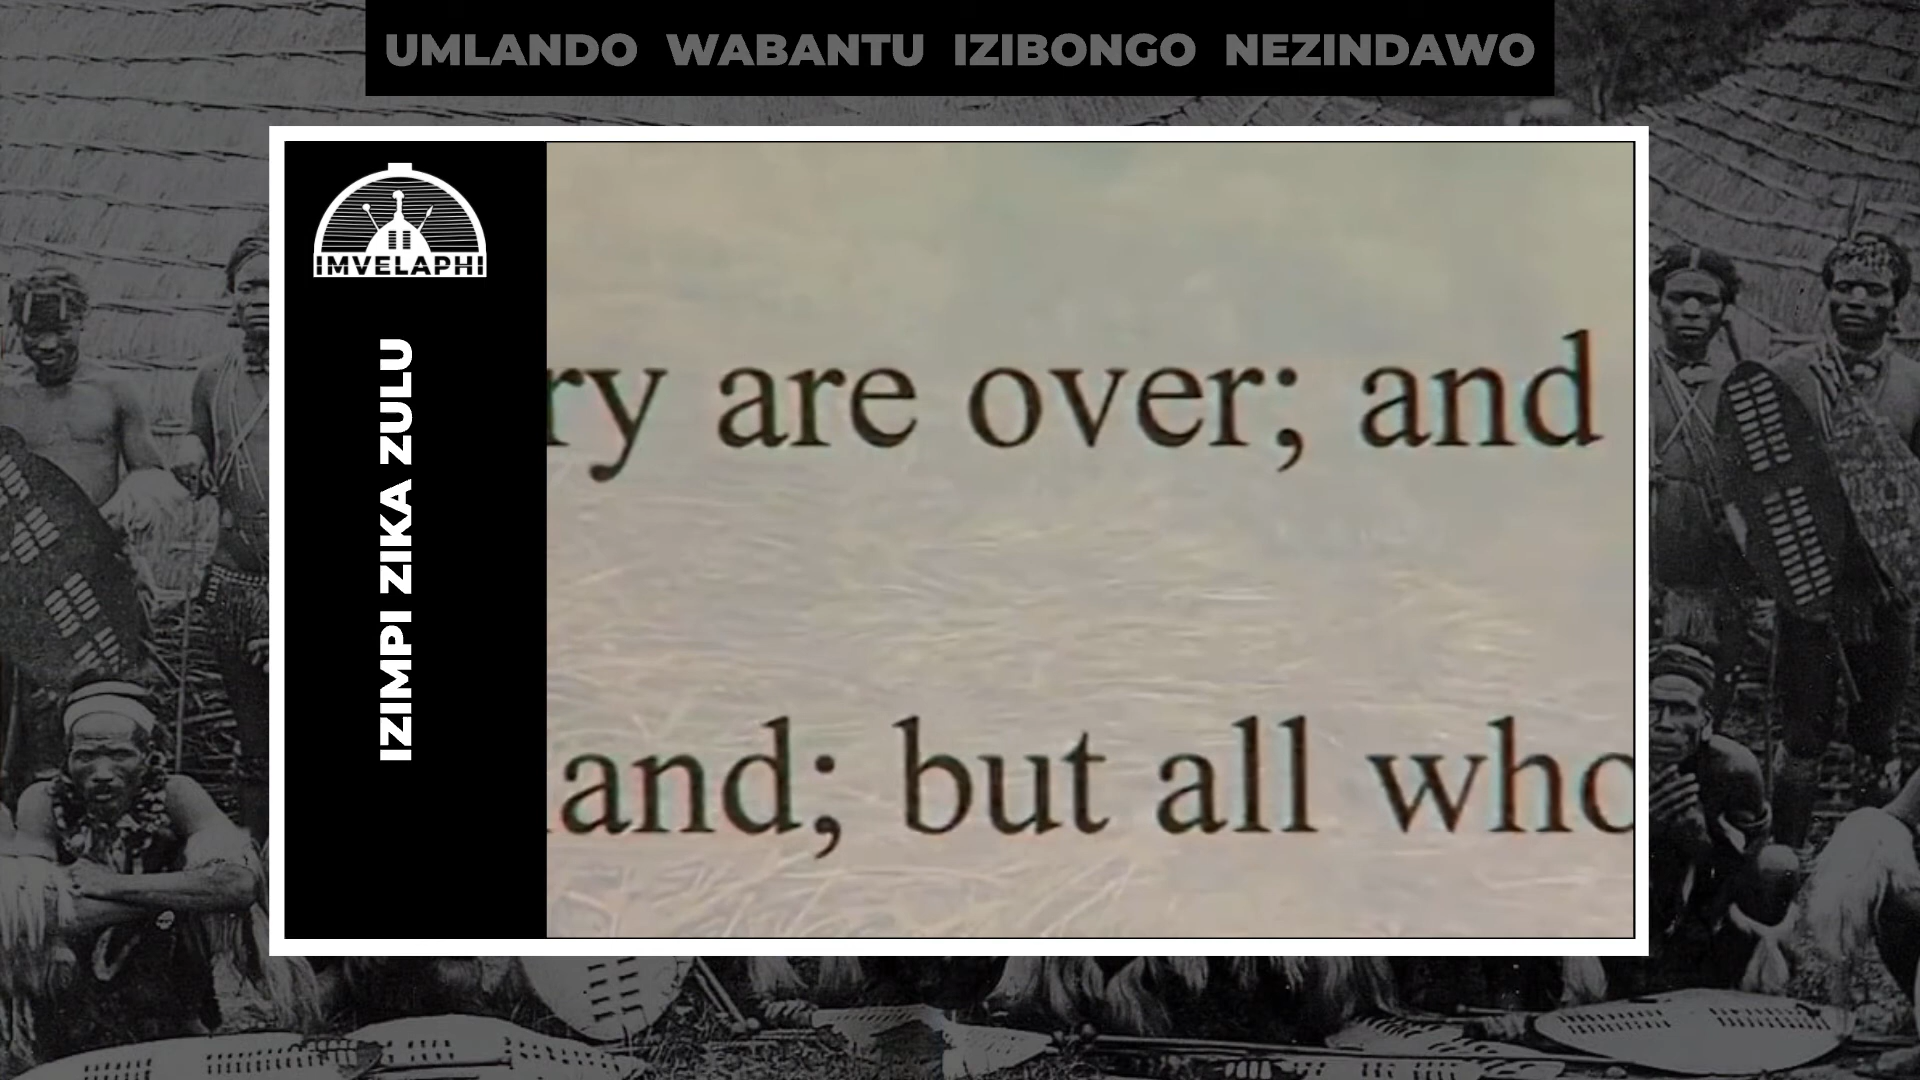 UMLANDO WABANTU IZIBONGO NEZINDAWO
IMVELAPHI
IZIMPI ZIKA ZULU
ry are over; and
and; but all who